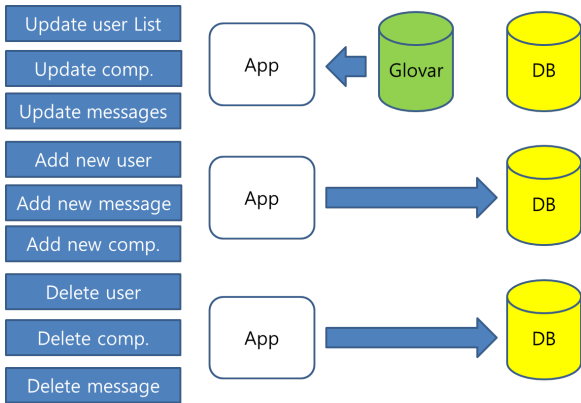 Update user List
Update comp.
Update messages
App
Glovar
DB
Add new user
Add new message
Add new comp.
App
DB
Delete user
Delete comp.
Delete message
App
DB